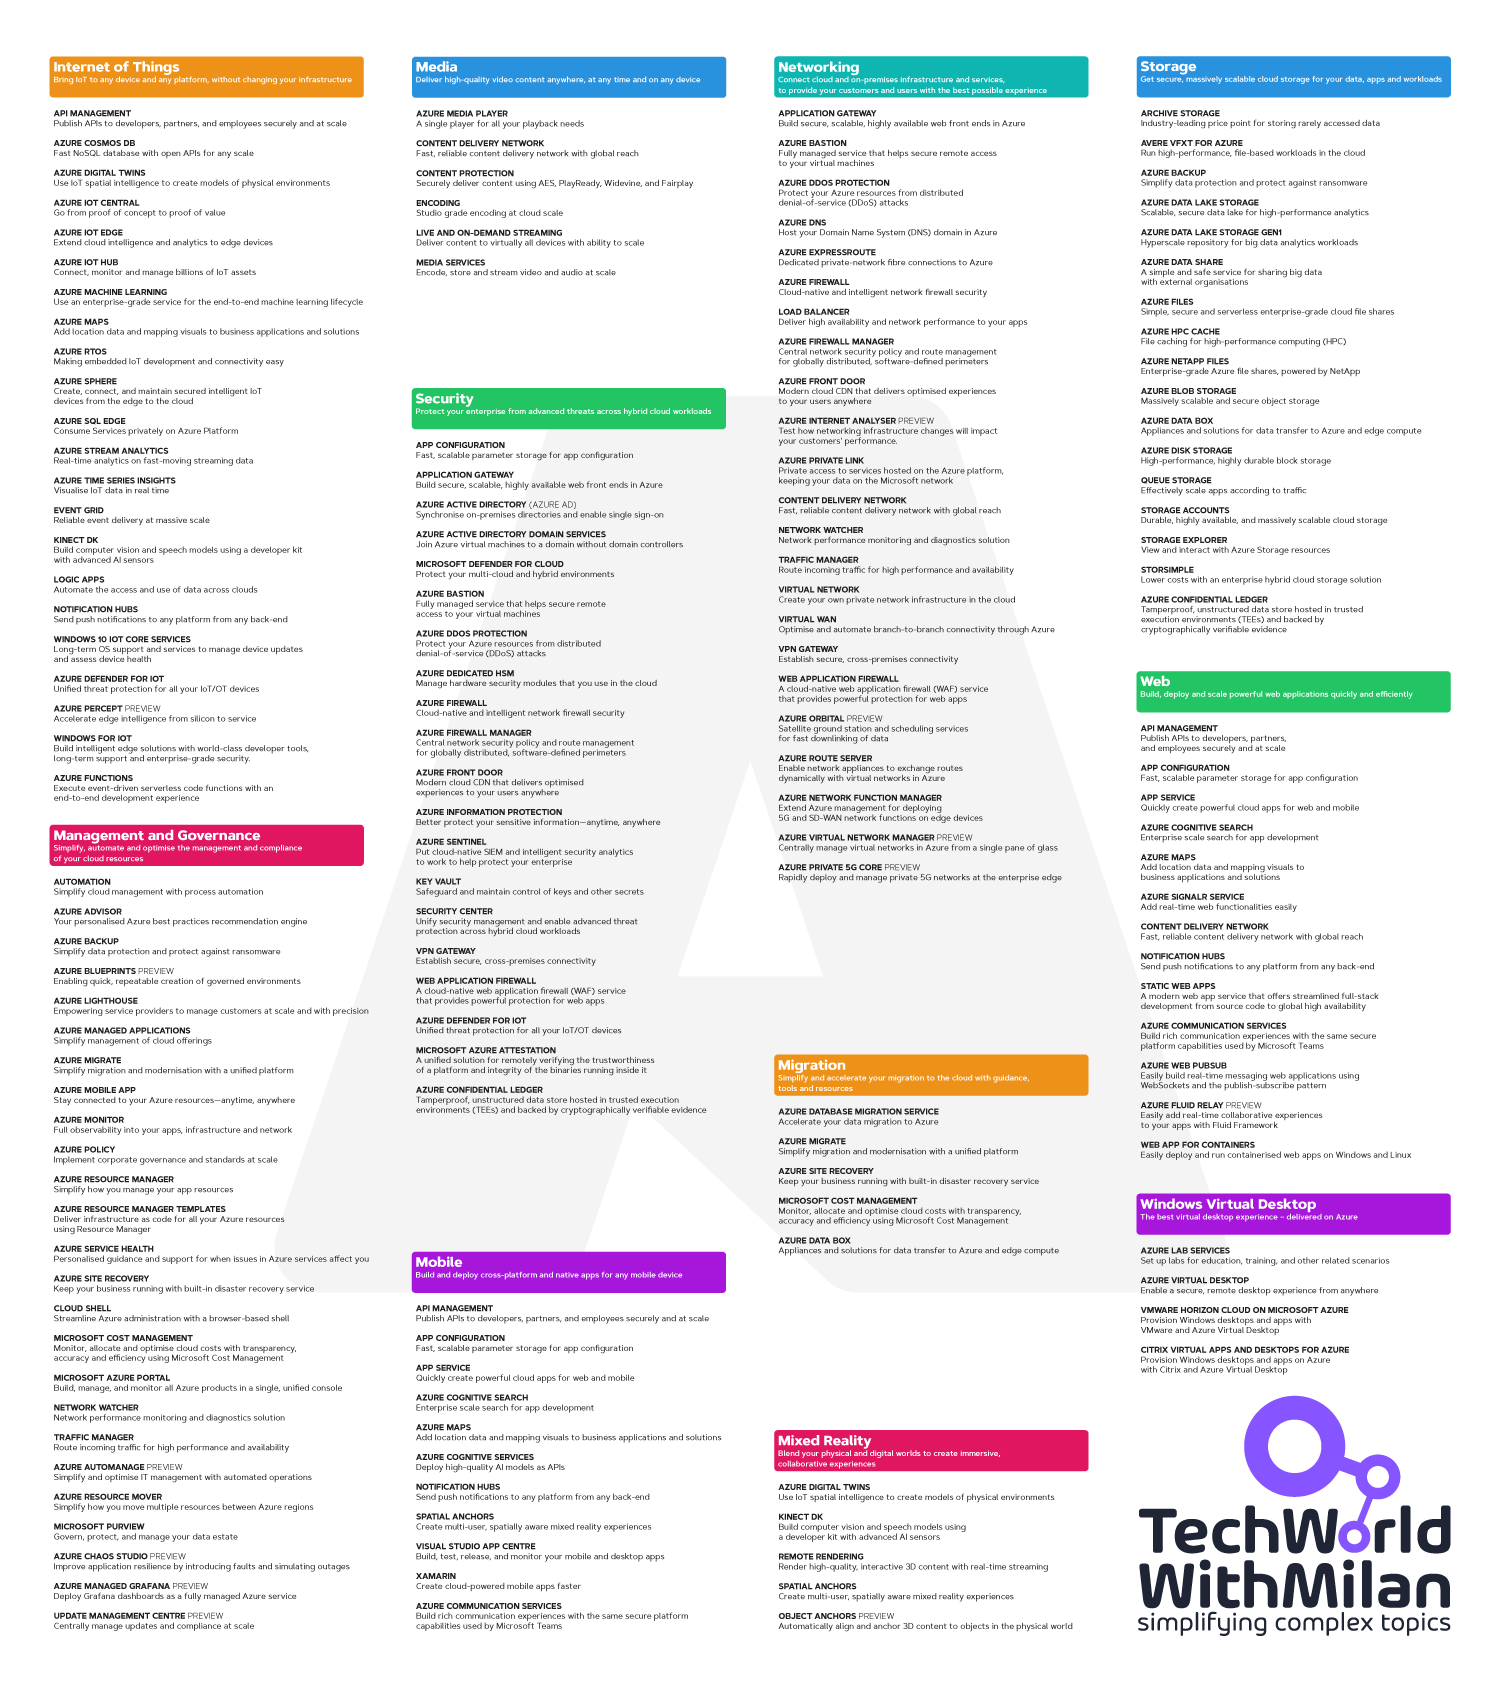 Internet of Things
Bring IoT to any device and any platform, without changing your infrastructure
API MANAGEMENT
Publish APIs to developers, partners, and employees securely and at scale
AZURE COSMOS DB
Fast NoSQL database with open APIs for any scale
AZURE DIGITAL TWINS
Use IoT spatial intelligence to create models of physical environments
AZURE IOT CENTRAL
Go from proof of concept to proof of value
AZURE IOT EDGE
Extend cloud intelligence and analytics to edge devices
AZURE IOT HUB
Connect, monitor and manage billions of IoT assets
AZURE MACHINE LEARNING
Use an enterprise-grade service for the end-to-end machine learning lifecycle
AZURE MAPS
Add location data and mapping visuals to business applications and solutions
AZURE RTOS
Making embedded IoT development and connectivity easy
AZURE SPHERE
Create, connect, and maintain secured intelligent IoT
devices from the edge to the cloud
AZURE SQL EDGE
Consume Services privately on Azure Platform
AZURE STREAM ANALYTICS
Real-time analytics on fast-moving streaming data
AZURE TIME SERIES INSIGHTS
Visualise IoT data in real time
EVENT GRID
Reliable event delivery at massive scale
KINECT DK
Build computer vision and speech models using a developer kit
with advanced AI sensors
LOGIC APPS
Automate the access and use of data across clouds
NOTIFICATION HUBS
Send push notifications to any platform from any back-end
WINDOWS 10 IOT CORE SERVICES
Long-term OS support and services to manage device updates
and assess device health
AZURE DEFENDER FOR IOT
Unified threat protection for all your IoT/OT devices
AZURE PERCEPT PREVIEW
Accelerate edge intelligence from silicon to service
WINDOWS FOR IOT
Build intelligent edge solutions with world-class developer tools,
long-term support and enterprise-grade security.
AZURE FUNCTIONS
Execute event-driven serverless code functions with an
end-to-end development experience
Management and Governance
Simplify, automate and optimise the management and compliance
of your cloud resources
AUTOMATION
Simplify cloud management with process automation
AZURE ADVISOR
Your personalised Azure best practices recommendation engine
AZURE BACKUP
Simplify data protection and protect against ransomware
AZURE BLUEPRINTS PREVIEW
Enabling quick, repeatable creation of governed environments
AZURE LIGHTHOUSE
Empowering service providers to manage customers at scale and with precision
AZURE MANAGED APPLICATIONS
Simplify management of cloud offerings
AZURE MIGRATE
Simplify migration and modernisation with a unified platform
AZURE MOBILE APP
Stay connected to your Azure resources—anytime, anywhere
AZURE MONITOR
Full observability into your apps, infrastructure and network
AZURE POLICY
Implement corporate governance and standards at scale
AZURE RESOURCE MANAGER
Simplify how you manage your app resources
AZURE RESOURCE MANAGER TEMPLATES
Deliver infrastructure as code for all your Azure resources
using Resource Manager
AZURE SERVICE HEALTH
Personalised guidance and support for when issues in Azure services affect you
AZURE SITE RECOVERY
Keep your business running with built-in disaster recovery service
CLOUD SHELL
Streamline Azure administration with a browser-based shell
MICROSOFT COST MANAGEMENT
Monitor, allocate and optimise cloud costs with transparency,
accuracy and efficiency using Microsoft Cost Management
MICROSOFT AZURE PORTAL
Build, manage, and monitor all Azure products in a single, unified console
NETWORK WATCHER
Network performance monitoring and diagnostics solution
TRAFFIC MANAGER
Route incoming traffic for high performance and availability
AZURE AUTOMANAGE PREVIEW
Simplify and optimise IT management with automated operations
AZURE RESOURCE MOVER
Simplify how you move multiple resources between Azure regions
MICROSOFT PURVIEW
Govern, protect, and manage your data estate
AZURE CHAOS STUDIO PREVIEW
Improve application resilience by introducing faults and simulating outages
AZURE MANAGED GRAFANA PREVIEW
Deploy Grafana dashboards as a fully managed Azure service
UPDATE MANAGEMENT CENTRE PREVIEW
Centrally manage updates and compliance at scale
Media
Deliver high-quality video content anywhere, at any time and on any device
AZURE MEDIA PLAYER
A single player for all your playback needs
CONTENT DELIVERY NETWORK
Fast, reliable content delivery network with global reach
CONTENT PROTECTION
Securely deliver content using AES, PlayReady, Widevine, and Fairplay
ENCODING
Studio grade encoding at cloud scale
LIVE AND ON-DEMAND STREAMING
Deliver content to virtually all devices with ability to scale
MEDIA SERVICES
Encode, store and stream video and audio at scale
Security
Protect your enterprise from advanced threats across hybrid cloud workloads
APP CONFIGURATION
Fast, scalable parameter storage for app configuration
APPLICATION GATEWAY
Build secure, scalable, highly available web front ends in Azure
AZURE ACTIVE DIRECTORY (AZURE AD)
Synchronise on-premises directories and enable single sign-on
AZURE ACTIVE DIRECTORY DOMAIN SERVICES
Join Azure virtual machines to a domain without domain controllers
MICROSOFT DEFENDER FOR CLOUD
Protect your multi-cloud and hybrid environments
AZURE BASTION
Fully managed service that helps secure remote
access to your virtual machines
AZURE DDOS PROTECTION
Protect your Azure resources from distributed
denial-of-service (DDoS) attacks
AZURE DEDICATED HSM
Manage hardware security modules that you use in the cloud
AZURE FIREWALL
Cloud-native and intelligent network firewall security
AZURE FIREWALL MANAGER
Central network security policy and route management
for globally distributed, software-defined perimeters
AZURE FRONT DOOR
Modern cloud CDN that delivers optimised
experiences to your users anywhere
AZURE INFORMATION PROTECTION
Better protect your sensitive information—anytime, anywhere
AZURE SENTINEL
Put cloud-native SIEM and intelligent security analytics
to work to help protect your enterprise
KEY VAULT
Safeguard and maintain control of keys and other secrets
SECURITY CENTER
Unify security management and enable advanced threat
protection across hybrid cloud workloads
VPN GATEWAY
Establish secure, cross-premises connectivity
WEB APPLICATION FIREWALL
A cloud-native web application firewall (WAF) service
that provides powerful protection for web apps
AZURE DEFENDER FOR IOT
Unified threat protection for all your IoT/OT devices
MICROSOFT AZURE ATTESTATION
A unified solution for remotely verifying the trustworthiness
of a platform and integrity of the binaries running inside it
AZURE CONFIDENTIAL LEDGER
Tamperproof, unstructured data store hosted in trusted execution
environments (TEEs) and backed by cryptographically verifiable evidence
Mobile
Build and deploy cross-platform and native apps for any mobile device
API MANAGEMENT
Publish APIs to developers, partners, and employees securely and at scale
APP CONFIGURATION
Fast, scalable parameter storage for app configuration
APP SERVICE
Quickly create powerful cloud apps for web and mobile
AZURE COGNITIVE SEARCH
Enterprise scale search for app development
AZURE MAPS
Add location data and mapping visuals to business applications and solutions
AZURE COGNITIVE SERVICES
Deploy high-quality AI models as APIs
NOTIFICATION HUBS
Send push notifications to any platform from any back-end
SPATIAL ANCHORS
Create multi-user, spatially aware mixed reality experiences
VISUAL STUDIO APP CENTRE
Build, test, release, and monitor your mobile and desktop apps
XAMARIN
Create cloud-powered mobile apps faster
AZURE COMMUNICATION SERVICES
Build rich communication experiences with the same secure platform
capabilities used by Microsoft Teams
Networking
Connect cloud and on-premises infrastructure and services,
to provide your customers and users with the best possible experience
APPLICATION GATEWAY
Build secure, scalable, highly available web front ends in Azure
AZURE BASTION
Fully managed service that helps secure remote access
to your virtual machines
AZURE DDOS PROTECTION
Protect your Azure resources from distributed
denial-of-service (DDoS) attacks
AZURE DNS
Host your Domain Name System (DNS) domain in Azure
AZURE EXPRESSROUTE
Dedicated private-network fibre connections to Azure
AZURE FIREWALL
Cloud-native and intelligent network firewall security
LOAD BALANCER
Deliver high availability and network performance to your apps
AZURE FIREWALL MANAGER
Central network security policy and route management
for globally distributed, software-defined perimeters
AZURE FRONT DOOR
Modern cloud CDN that delivers optimised experiences
to your users anywhere
AZURE INTERNET ANALYSER PREVIEW
Test how networking infrastructure changes will impact
your customers' performance.
AZURE PRIVATE LINK
Private access to services hosted on the Azure platform,
keeping your data on the Microsoft network
CONTENT DELIVERY NETWORK
Fast, reliable content delivery network with global reach
NETWORK WATCHER
Network performance monitoring and diagnostics solution
TRAFFIC MANAGER
Route incoming traffic for high performance and availability
VIRTUAL NETWORK
Create your own private network infrastructure in the cloud
VIRTUAL WAN
Optimise and automate branch-to-branch connectivity through Azure
VPN GATEWAY
Establish secure, cross-premises connectivity
WEB APPLICATION FIREWALL
A cloud-native web application firewall (WAF) service
that provides powerful protection for web apps
AZURE ORBITAL PREVIEW
Satellite ground station and scheduling services
for fast downlinking of data
AZURE ROUTE SERVER
Enable network appliances to exchange routes
dynamically with virtual networks in Azure
AZURE NETWORK FUNCTION MANAGER
Extend Azure management for deploying
5G and SD-WAN network functions on edge devices
AZURE VIRTUAL NETWORK MANAGER PREVIEW
Centrally manage virtual networks in Azure from a single pane of glass
AZURE PRIVATE 5G CORE PREVIEW
Rapidly deploy and manage private 5G networks at the enterprise edge
Migration
Simplify and accelerate your migration to the cloud with guidance,
tools and resources
AZURE DATABASE MIGRATION SERVICE
Accelerate your data migration to Azure
AZURE MIGRATE
Simplify migration and modernisation with a unified platform
AZURE SITE RECOVERY
Keep your business running with built-in disaster recovery service
MICROSOFT COST MANAGEMENT
Monitor, allocate and optimise cloud costs with transparency,
accuracy and efficiency using Microsoft Cost Management
AZURE DATA BOX
Appliances and solutions for data transfer to Azure and edge compute
Mixed Reality
Blend your physical and digital worlds to create immersive,
collaborative experiences
AZURE DIGITAL TWINS
Use IoT spatial intelligence to create models of physical environments
KINECT DK
Build computer vision and speech models using
a developer kit with advanced AI sensors
REMOTE RENDERING
Render high-quality, interactive 3D content with real-time streaming
SPATIAL ANCHORS
Create multi-user, spatially aware mixed reality experiences
OBJECT ANCHORS PREVIEW
Automatically align and anchor 3D content to objects in the physical world
Storage
Get secure, massively scalable cloud storage for your data, apps and workloads
ARCHIVE STORAGE
Industry-leading price point for storing rarely accessed data
AVERE VFXT FOR AZURE
Run high-performance, file-based workloads in the cloud
AZURE BACKUP
Simplify data protection and protect against ransomware
AZURE DATA LAKE STORAGE
Scalable, secure data lake for high-performance analytics
AZURE DATA LAKE STORAGE GEN1
Hyperscale repository for big data analytics workloads
AZURE DATA SHARE
A simple and safe service for sharing big data
with external organisations
AZURE FILES
Simple, secure and serverless enterprise-grade cloud file shares
AZURE HPC CACHE
File caching for high-performance computing (HPC)
AZURE NETAPP FILES
Enterprise-grade Azure file shares, powered by NetApp
AZURE BLOB STORAGE
Massively scalable and secure object storage
AZURE DATA BOX
Appliances and solutions for data transfer to Azure and edge compute
AZURE DISK STORAGE
High-performance, highly durable block storage
QUEUE STORAGE
Effectively scale apps according to traffic
STORAGE ACCOUNTS
Durable, highly available, and massively scalable cloud storage
STORAGE EXPLORER
View and interact with Azure Storage resources
STORSIMPLE
Lower costs with an enterprise hybrid cloud storage solution
AZURE CONFIDENTIAL LEDGER
Tamperproof, unstructured data store hosted in trusted
execution environments (TEEs) and backed by
cryptographically verifiable evidence
Web
Build, deploy and scale powerful web applications quickly and efficiently
API MANAGEMENT
Publish APIs to developers, partners,
and employees securely and at scale
APP CONFIGURATION
Fast, scalable parameter storage for app configuration
APP SERVICE
Quickly create powerful cloud apps for web and mobile
AZURE COGNITIVE SEARCH
Enterprise scale search for app development
AZURE MAPS
Add location data and mapping visuals to
business applications and solutions
AZURE SIGNALR SERVICE
Add real-time web functionalities easily
CONTENT DELIVERY NETWORK
Fast, reliable content delivery network with global reach
NOTIFICATION HUBS
Send push notifications to any platform from any back-end
STATIC WEB APPS
A modern web app service that offers streamlined full-stack
development from source code to global high availability
AZURE COMMUNICATION SERVICES
Build rich communication experiences with the same secure
platform capabilities used by Microsoft Teams
AZURE WEB PUBSUB
Easily build real-time messaging web applications using
WebSockets and the publish-subscribe pattern
AZURE FLUID RELAY PREVIEW
Easily add real-time collaborative experiences
to your apps with Fluid Framework
WEB APP FOR CONTAINERS
Easily deploy and run containerised web apps on Windows and Linux
Windows Virtual Desktop
The best virtual desktop experience – delivered on Azure
AZURE LAB SERVICES
Set up labs for education, training, and other related scenarios
AZURE VIRTUAL DESKTOP
Enable a secure, remote desktop experience from anywhere
VMWARE HORIZON CLOUD ON MICROSOFT AZURE
Provision Windows desktops and apps with
VMware and Azure Virtual Desktop
CITRIX VIRTUAL APPS AND DESKTOPS FOR AZURE
Provision Windows desktops and apps on Azure
with Citrix and Azure Virtual Desktop
TechWorld
WithMilan
simplifying complex topics